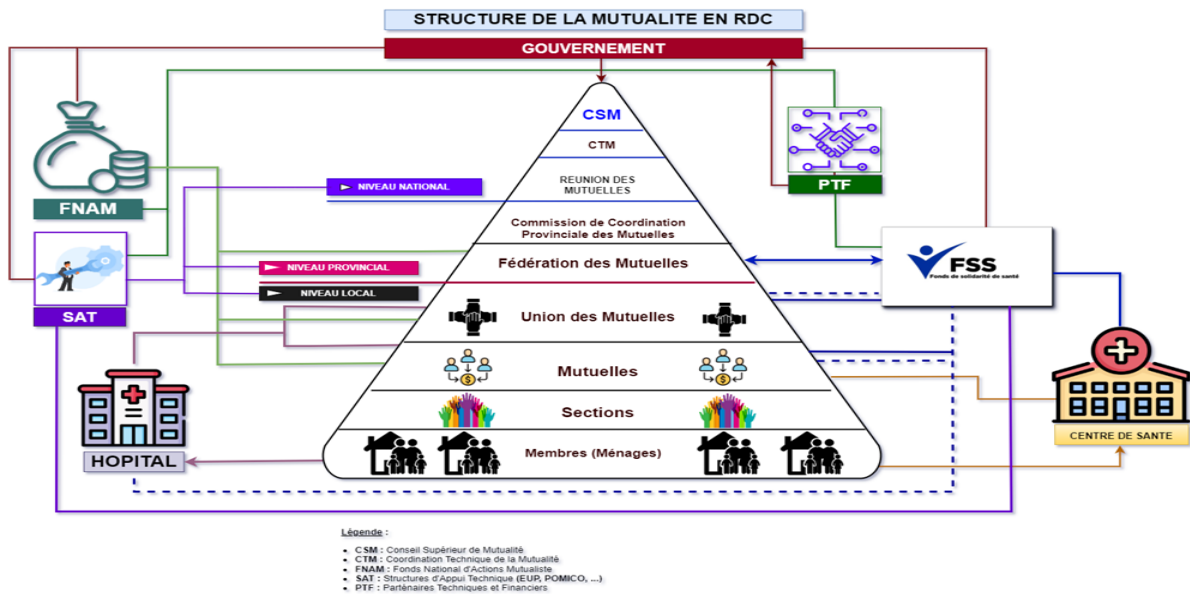 STRUCTURE DE LA MUTUALITE EN RDC
GOUVERNEMENT
CSM
CTM
REUNION DES
MUTUELLES
NIVEAU NATIONAL
FNAM
PTF
Commission de Coordination
Provinciale des Mutuelles
Fédération des Mutuelles
NIVEAU PROVINCIAL
NIVEAU LOCAL
FSS
Fonds de solidarité de santé
SAT
Union des Mutuelles
Mutuelles
Sections
Membres (Ménages)
HOPITAL
CENTRE DE SANTE
Légende :
• CSM : Conseil Supérieur de Mutualité
• CTM : Coordination Technique de la Mutualité
• FNAM : Fonds National d'Actions Mutualiste
• SAT : Structures d'Appui Technique (EUP, POMICO, ...)
• PTF : Partenaires Techniques et Financiers